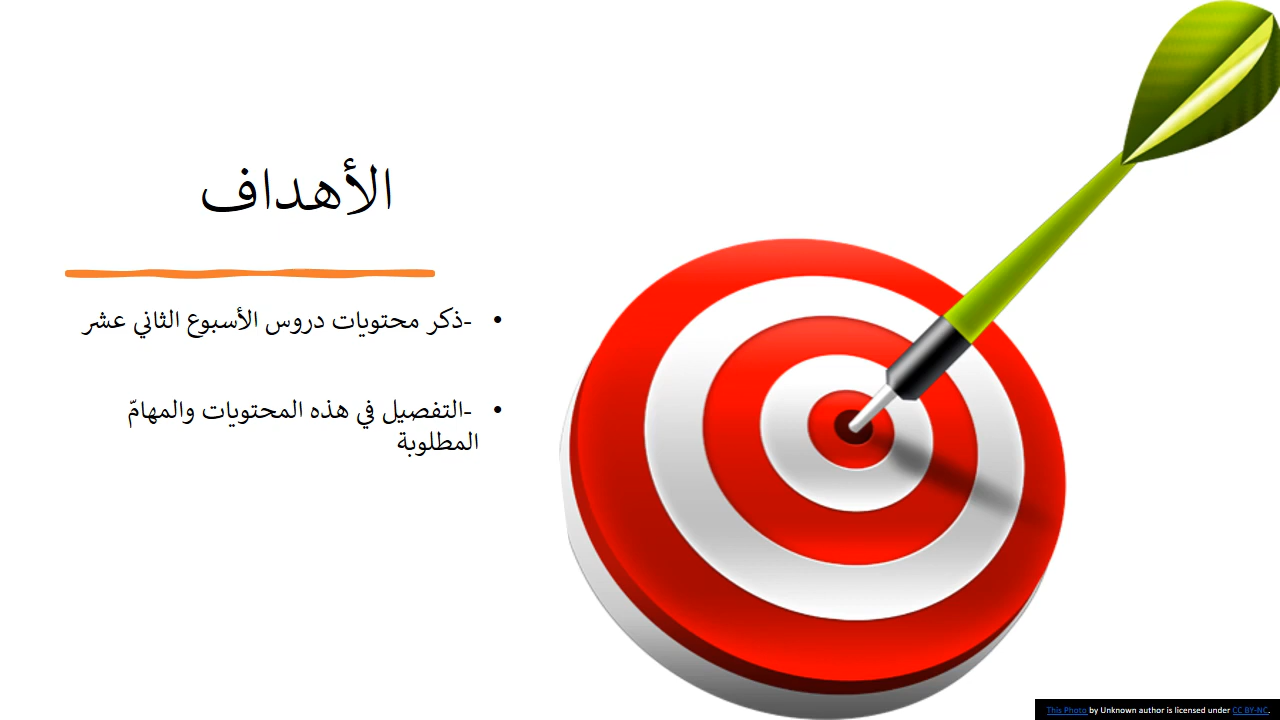 الأهداف
• -ذكر محتويات دروس الأسبوع الثاني عشر
• -التفصيل في هذه المحتويات والمهامّ
المطلوبة
This Photo by Unknown author is licensed under CC BY-NC.